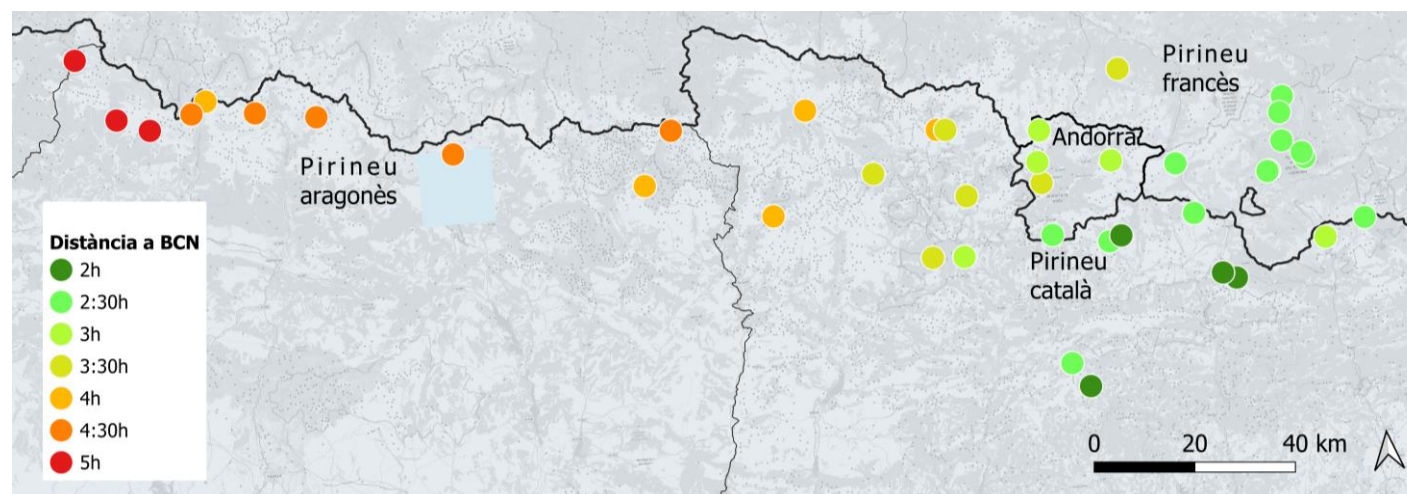 Pirineu
francès
Andorra
Pirineu
aragonès
Pirineu
català
Distància a BCN
2h
2:30h
3h
3:30h
4h
4:30h
5h
0 20 40 km